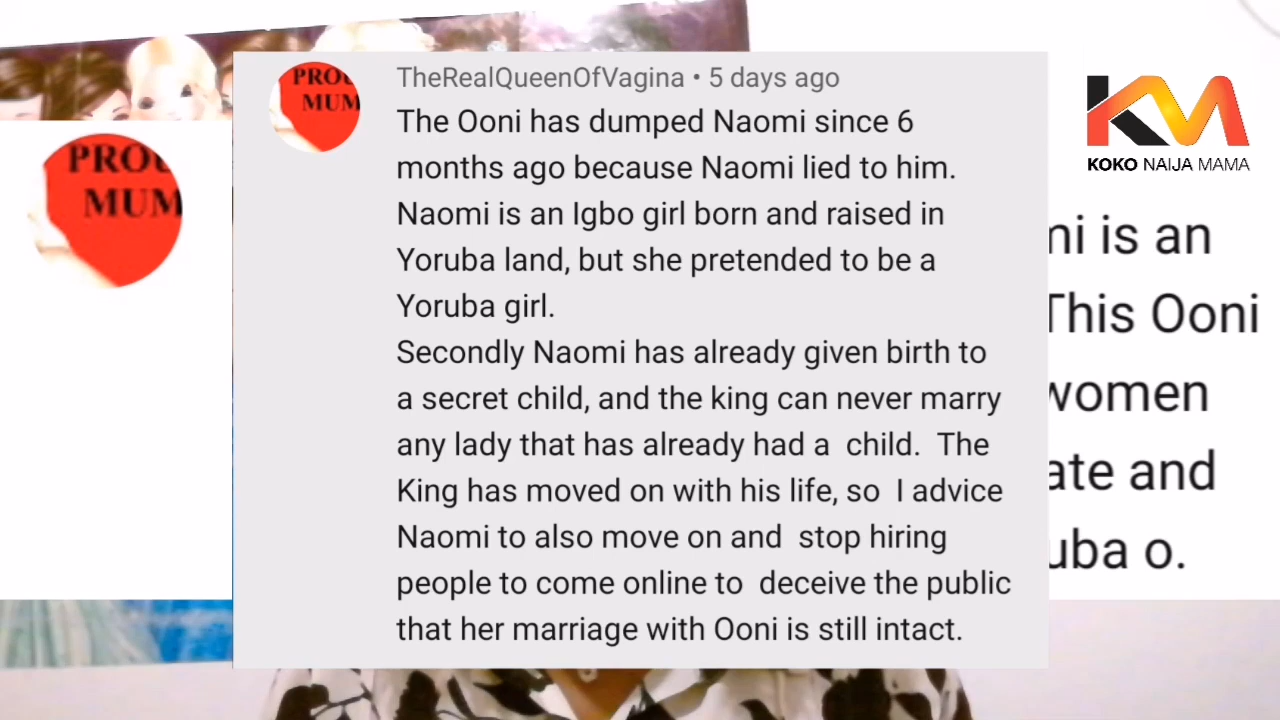 PROU
MUM
TheRealQueenOfVagina • 5 days ago
The Ooni has dumped Naomi since 6
months ago because Naomi lied to him.
Naomi is an Igbo girl born and raised in
Yoruba land, but she pretended to be a
Yoruba girl.
Secondly Naomi has already given birth to
a secret child, and the king can never marry
any lady that has already had a  child.  The
King has moved on with his life, so  I advice
Naomi to also move on and  stop hiring
people to come online to  deceive the public
that her marriage with Ooni is still intact.
PROU
MUM
KM
KOKO NAIJA MAMA
mi is an
This Ooni
women
ate and
uba o.